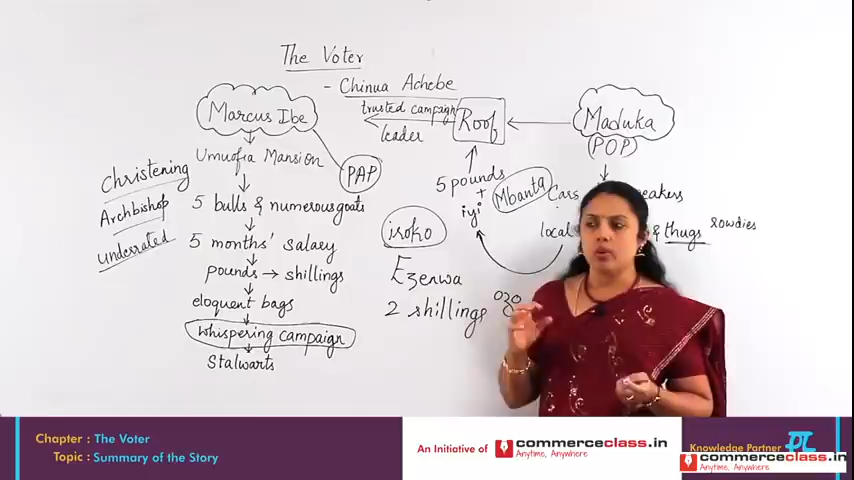 The Voter
- Chinua Achebe
Marcus Ibe
trusted campaign
leader
Roof
Maduka
(POP)
Umuofia Mansion
PAP
Christening
Archbishop
underrated
5 bulls & numerous goats
5 months' salary
pounds → shillings
eloquent bags
whispering campaign
Stalwarts
5 pounds
+
iyi
Mbanta
Cars
eakers
local
& thugs rowdies
iroko
Ezenwa
2 shillings
ozo
Chapter : The Voter
Topic : Summary of the Story
An Initiative of
commerceclass.in
Anytime, Anywhere
Knowledge Partner
commerceclass.in
Anytime, Anywhere